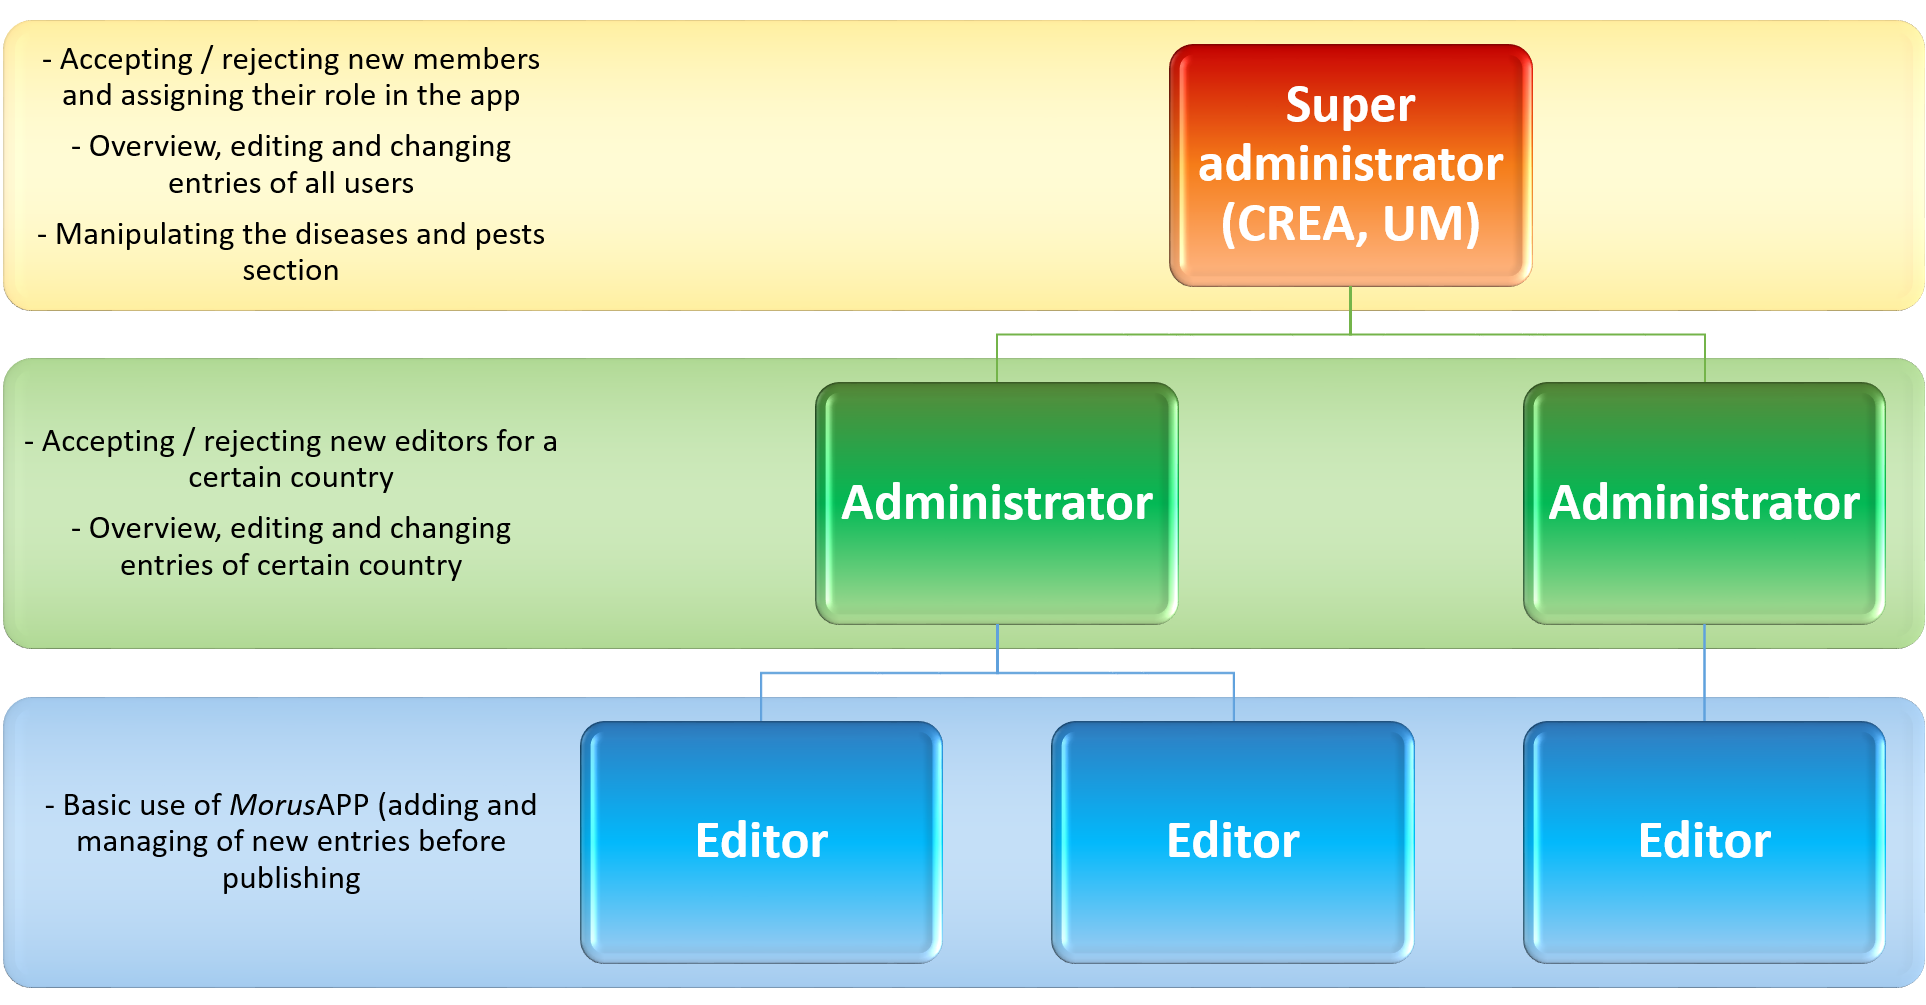 - Accepting / rejecting new members
and assigning their role in the app
- Overview, editing and changing
entries of all users
- Manipulating the diseases and pests
section
Super
administrator
(CREA, UM)
- Accepting / rejecting new editors for a
certain country
- Overview, editing and changing
entries of certain country
Administrator
Administrator
- Basic use of MorusAPP (adding and
managing of new entries before
publishing
Editor
Editor
Editor